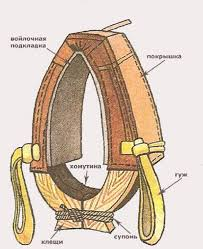 войлочная
подкладка
покрышка
хомутина
гуж
супонь
клещи